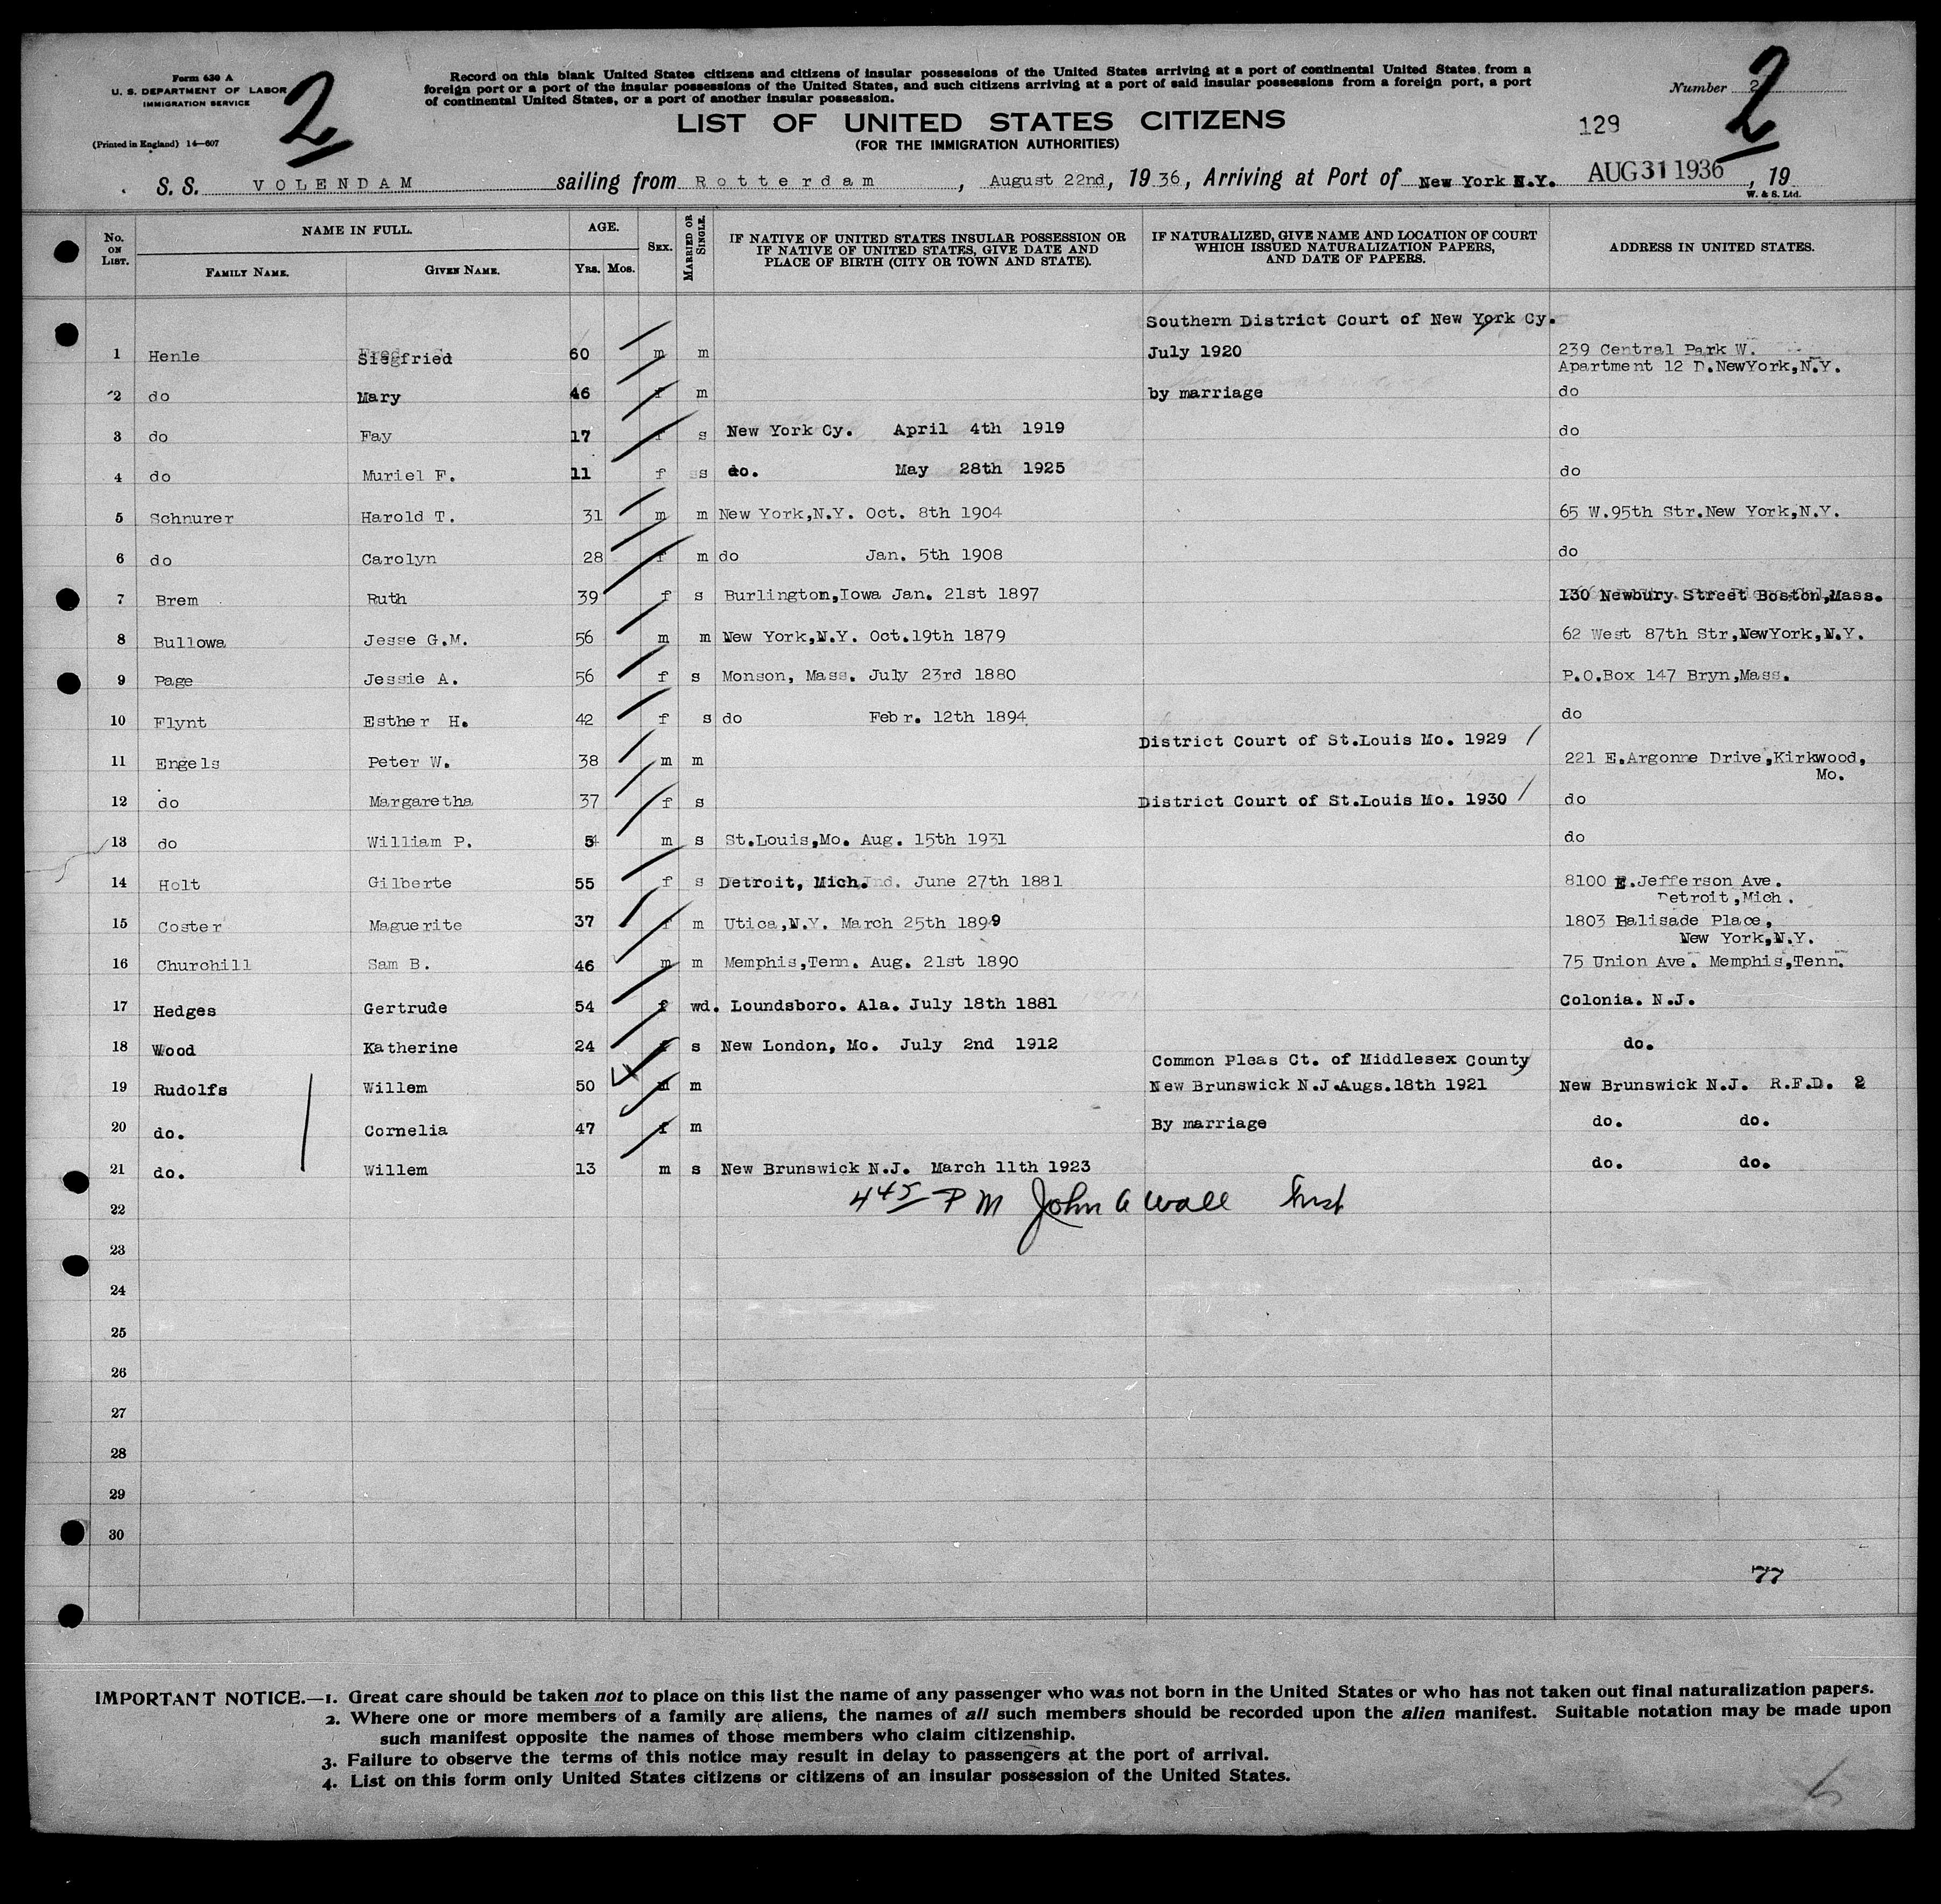 Form 630 A
U. S. DEPARTMENT OF LABOR
IMMIGRATION SERVICE
(Printed in England) 14—607
2
Record on this blank United States citizens and citizens of insular possessions of the United States arriving at a port of continental United States, from a
foreign port or a port of the insular possessions of the United States, and such citizens arriving at a port of said insular possessions from a foreign port, a port
of continental United States, or a port of another insular possession.
Number 2
2
129
LIST OF UNITED STATES CITIZENS
(FOR THE IMMIGRATION AUTHORITIES)
S. S. VOLENDAM sailing from Rotterdam, August 22nd, 19 36, Arriving at Port of New York N.Y. AUG 31 1936, 19
W. & S. Ltd.
No. ON LIST. NAME IN FULL. FAMILY NAME. GIVEN NAME. AGE. YRS. MOS. SEX. MARRIED OR SINGLE. IF NATIVE OF UNITED STATES INSULAR POSSESSION OR IF NATIVE OF UNITED STATES, GIVE DATE AND PLACE OF BIRTH (CITY OR TOWN AND STATE). IF NATURALIZED, GIVE NAME AND LOCATION OF COURT WHICH ISSUED NATURALIZATION PAPERS, AND DATE OF PAPERS. ADDRESS IN UNITED STATES.
Southern District Court of New York Cy.
1 Henle Siegfried 60 m m July 1920 239 Central Park W.
Apartment 12 D.NewYork,N.Y.
2 do Mary 46 f m by marriage do
3 do Fay 17 f s New York Cy. April 4th 1919 do
4 do Muriel F. 11 f s do. May 28th 1925 do
5 Schnurer Harold T. 31 m m New York,N.Y. Oct. 8th 1904 65 W.95th Str.New York,N.Y.
6 do Carolyn 28 f m do Jan. 5th 1908 do
7 Brem Ruth 39 f s Burlington,Iowa Jan. 21st 1897 130 Newbury Street Boston,Mass.
8 Bullowa Jesse G.M. 56 m m New York,N.Y. Oct.19th 1879 62 West 87th Str,NewYork,N.Y.
9 Page Jessie A. 56 f s Monson, Mass. July 23rd 1880 P.O.Box 147 Bryn,Mass.
10 Flynt Esther H. 42 f s do Febr. 12th 1894 do
District Court of St.Louis Mo. 1929
11 Engels Peter W. 38 m m 221 E.Argonne Drive,Kirkwood,
Mo.
12 do Margaretha 37 f s District Court of St.Louis Mo. 1930 do
13 do William P. 5 m s St.Louis,Mo. Aug. 15th 1931 do
14 Holt Gilberte 55 f s Detroit, Mich. June 27th 1881 8100 E.Jefferson Ave.
Detroit,Mich.
15 Coster Maguerite 37 f m Utica,N.Y. March 25th 1899 1803 Palisade Place,
New York,N.Y.
16 Churchill Sam B. 46 m m Memphis,Tenn. Aug. 21st 1890 75 Union Ave. Memphis,Tenn.
17 Hedges Gertrude 54 f wd. Loundsboro. Ala. July 18th 1881 Colonia. N.J.
18 Wood Katherine 24 f s New London, Mo. July 2nd 1912 do.
Common Pleas Ct. of Middlesex County
19 Rudolfs Willem 50 m m New Brunswick N.J.Augs.18th 1921 New Brunswick N.J. R.F.D. 2
20 do. Cornelia 47 f m By marriage do. do.
21 do. Willem 13 m s New Brunswick N.J. March 11th 1923 do. do.
22 4 45 P M John A Wall
23
24
25
26
27
28
29
30
77
IMPORTANT NOTICE.—1. Great care should be taken not to place on this list the name of any passenger who was not born in the United States or who has not taken out final naturalization papers.
2. Where one or more members of a family are aliens, the names of all such members should be recorded upon the alien manifest. Suitable notation may be made upon
such manifest opposite the names of those members who claim citizenship.
3. Failure to observe the terms of this notice may result in delay to passengers at the port of arrival.
4. List on this form only United States citizens or citizens of an insular possession of the United States.